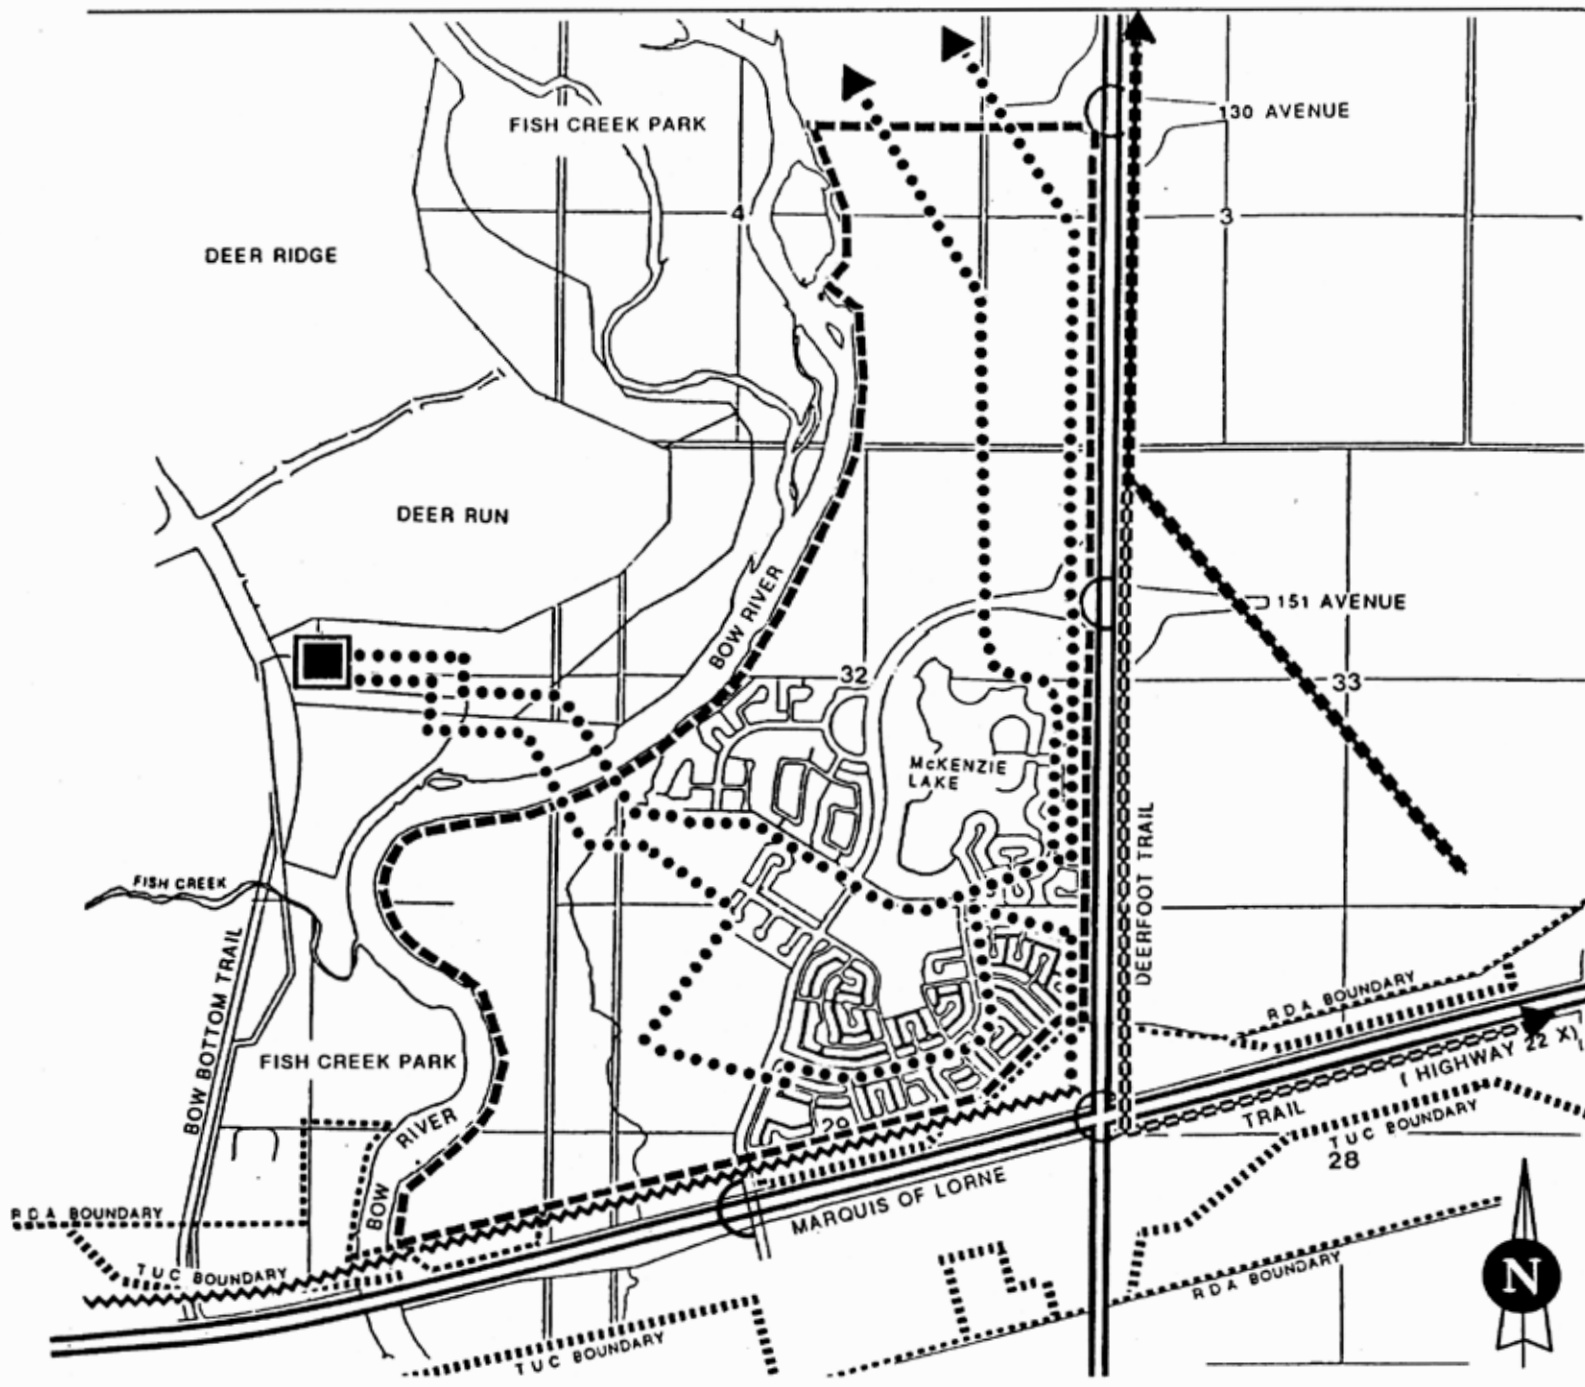 130 AVENUE
FISH CREEK PARK
4
3
DEER RIDGE
DEER RUN
BOW RIVER
151 AVENUE
32
33
McKENZIE
LAKE
DEERFOOT TRAIL
FISH CREEK
BOW BOTTOM TRAIL
RDA BOUNDARY
FISH CREEK PARK
(HIGHWAY 22 X)
TRAIL
RIVER
29
TUC BOUNDARY
28
BOW
MARQUIS OF LORNE
RDA BOUNDARY
TUC BOUNDARY
RDA BOUNDARY
N
TUC BOUNDARY